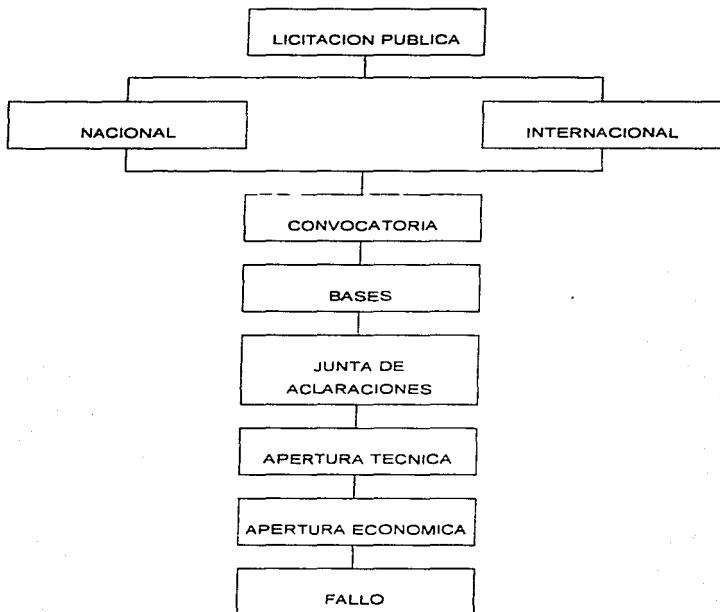 LICITACION PUBLICA
NACIONAL
INTERNACIONAL
CONVOCATORIA
BASES
JUNTA DE
ACLARACIONES
APERTURA TECNICA
APERTURA ECONOMICA
FALLO